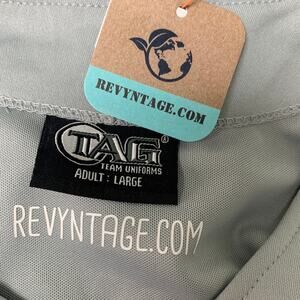 REVYNTAGE.COM
TAG
TEAM UNIFORMS
ADULT: LARGE
REVYNTAGE.COM